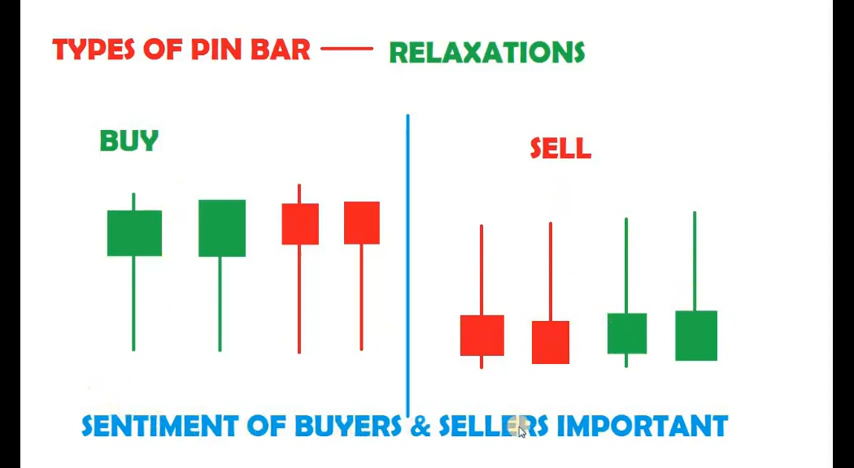 TYPES OF PIN BAR — RELAXATIONS
BUY
SELL
SENTIMENT OF BUYERS & SELLERS IMPORTANT